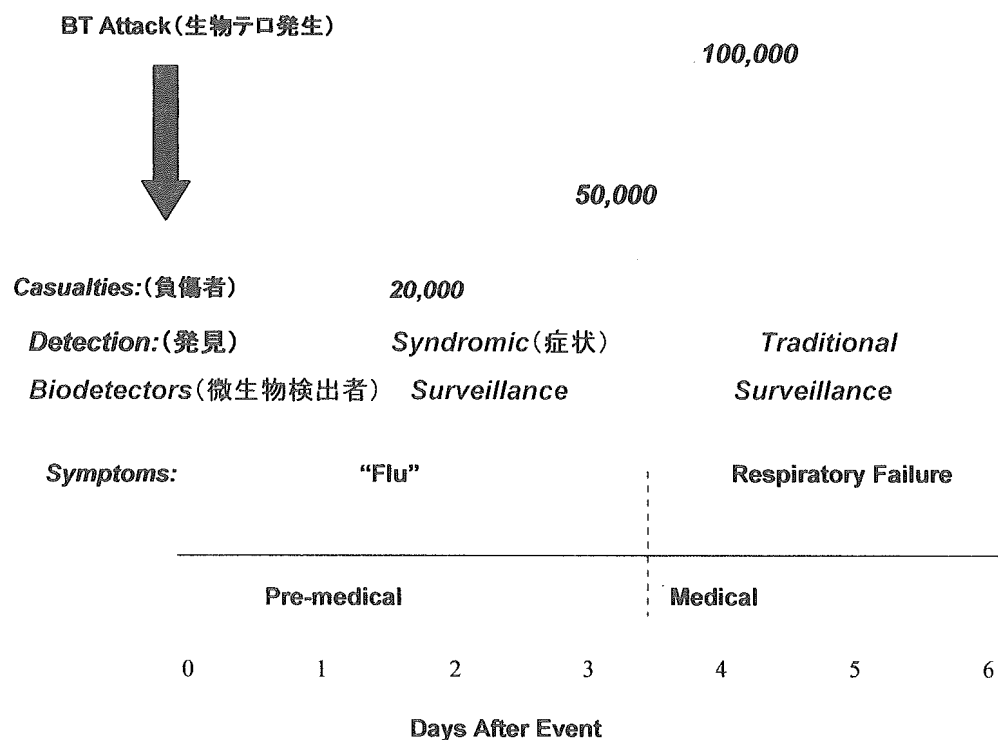 BT Attack(生物テロ発生)
100,000
50,000
Casualties:(負傷者) 20,000
Detection:(発見) Syndromic(症状) Traditional
Biodetectors(微生物検出者) Surveillance Surveillance
Symptoms: “Flu” Respiratory Failure
Pre-medical Medical
0 1 2 3 4 5 6
Days After Event